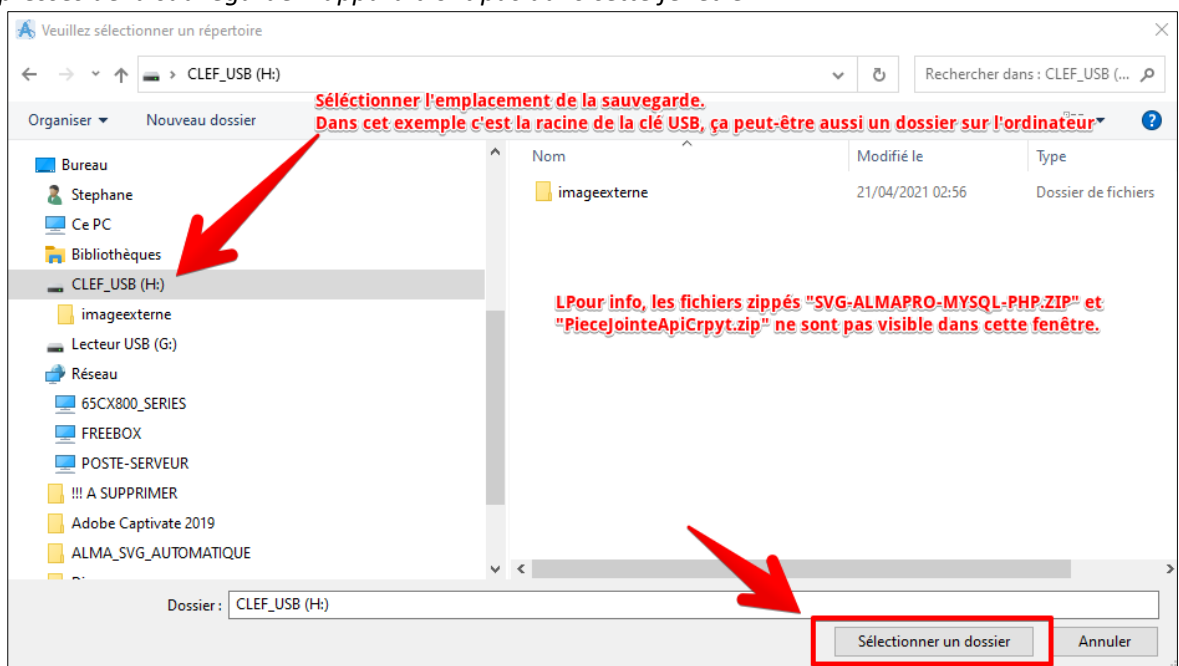 Veuillez sélectionner un répertoire
CLEF_USB (H:)
Rechercher dans : CLEF_USB (...
Organiser
Nouveau dossier
Séléctionner l'emplacement de la sauvegarde.
Dans cet exemple c'est la racine de la clé USB, ça peut-être aussi un dossier sur l'ordinateur
Bureau
Stephane
Ce PC
Bibliothèques
CLEF_USB (H:)
imageexterne
Lecteur USB (G:)
Réseau
65CX800_SERIES
FREEBOX
POSTE-SERVEUR
!!! A SUPPRIMER
Adobe Captivate 2019
ALMA_SVG_AUTOMATIQUE
Nom
Modifié le
Type
imageexterne
21/04/2021 02:56
Dossier de fichiers
LPour info, les fichiers zippés "SVG-ALMAPRO-MYSQL-PHP.ZIP" et
"PieceJointeApiCrpyt.zip" ne sont pas visible dans cette fenêtre.
Dossier : CLEF_USB (H:)
Sélectionner un dossier
Annuler